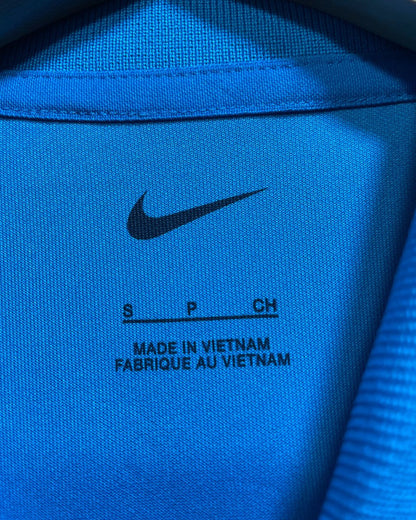 S P CH
MADE IN VIETNAM
FABRIQUE AU VIETNAM